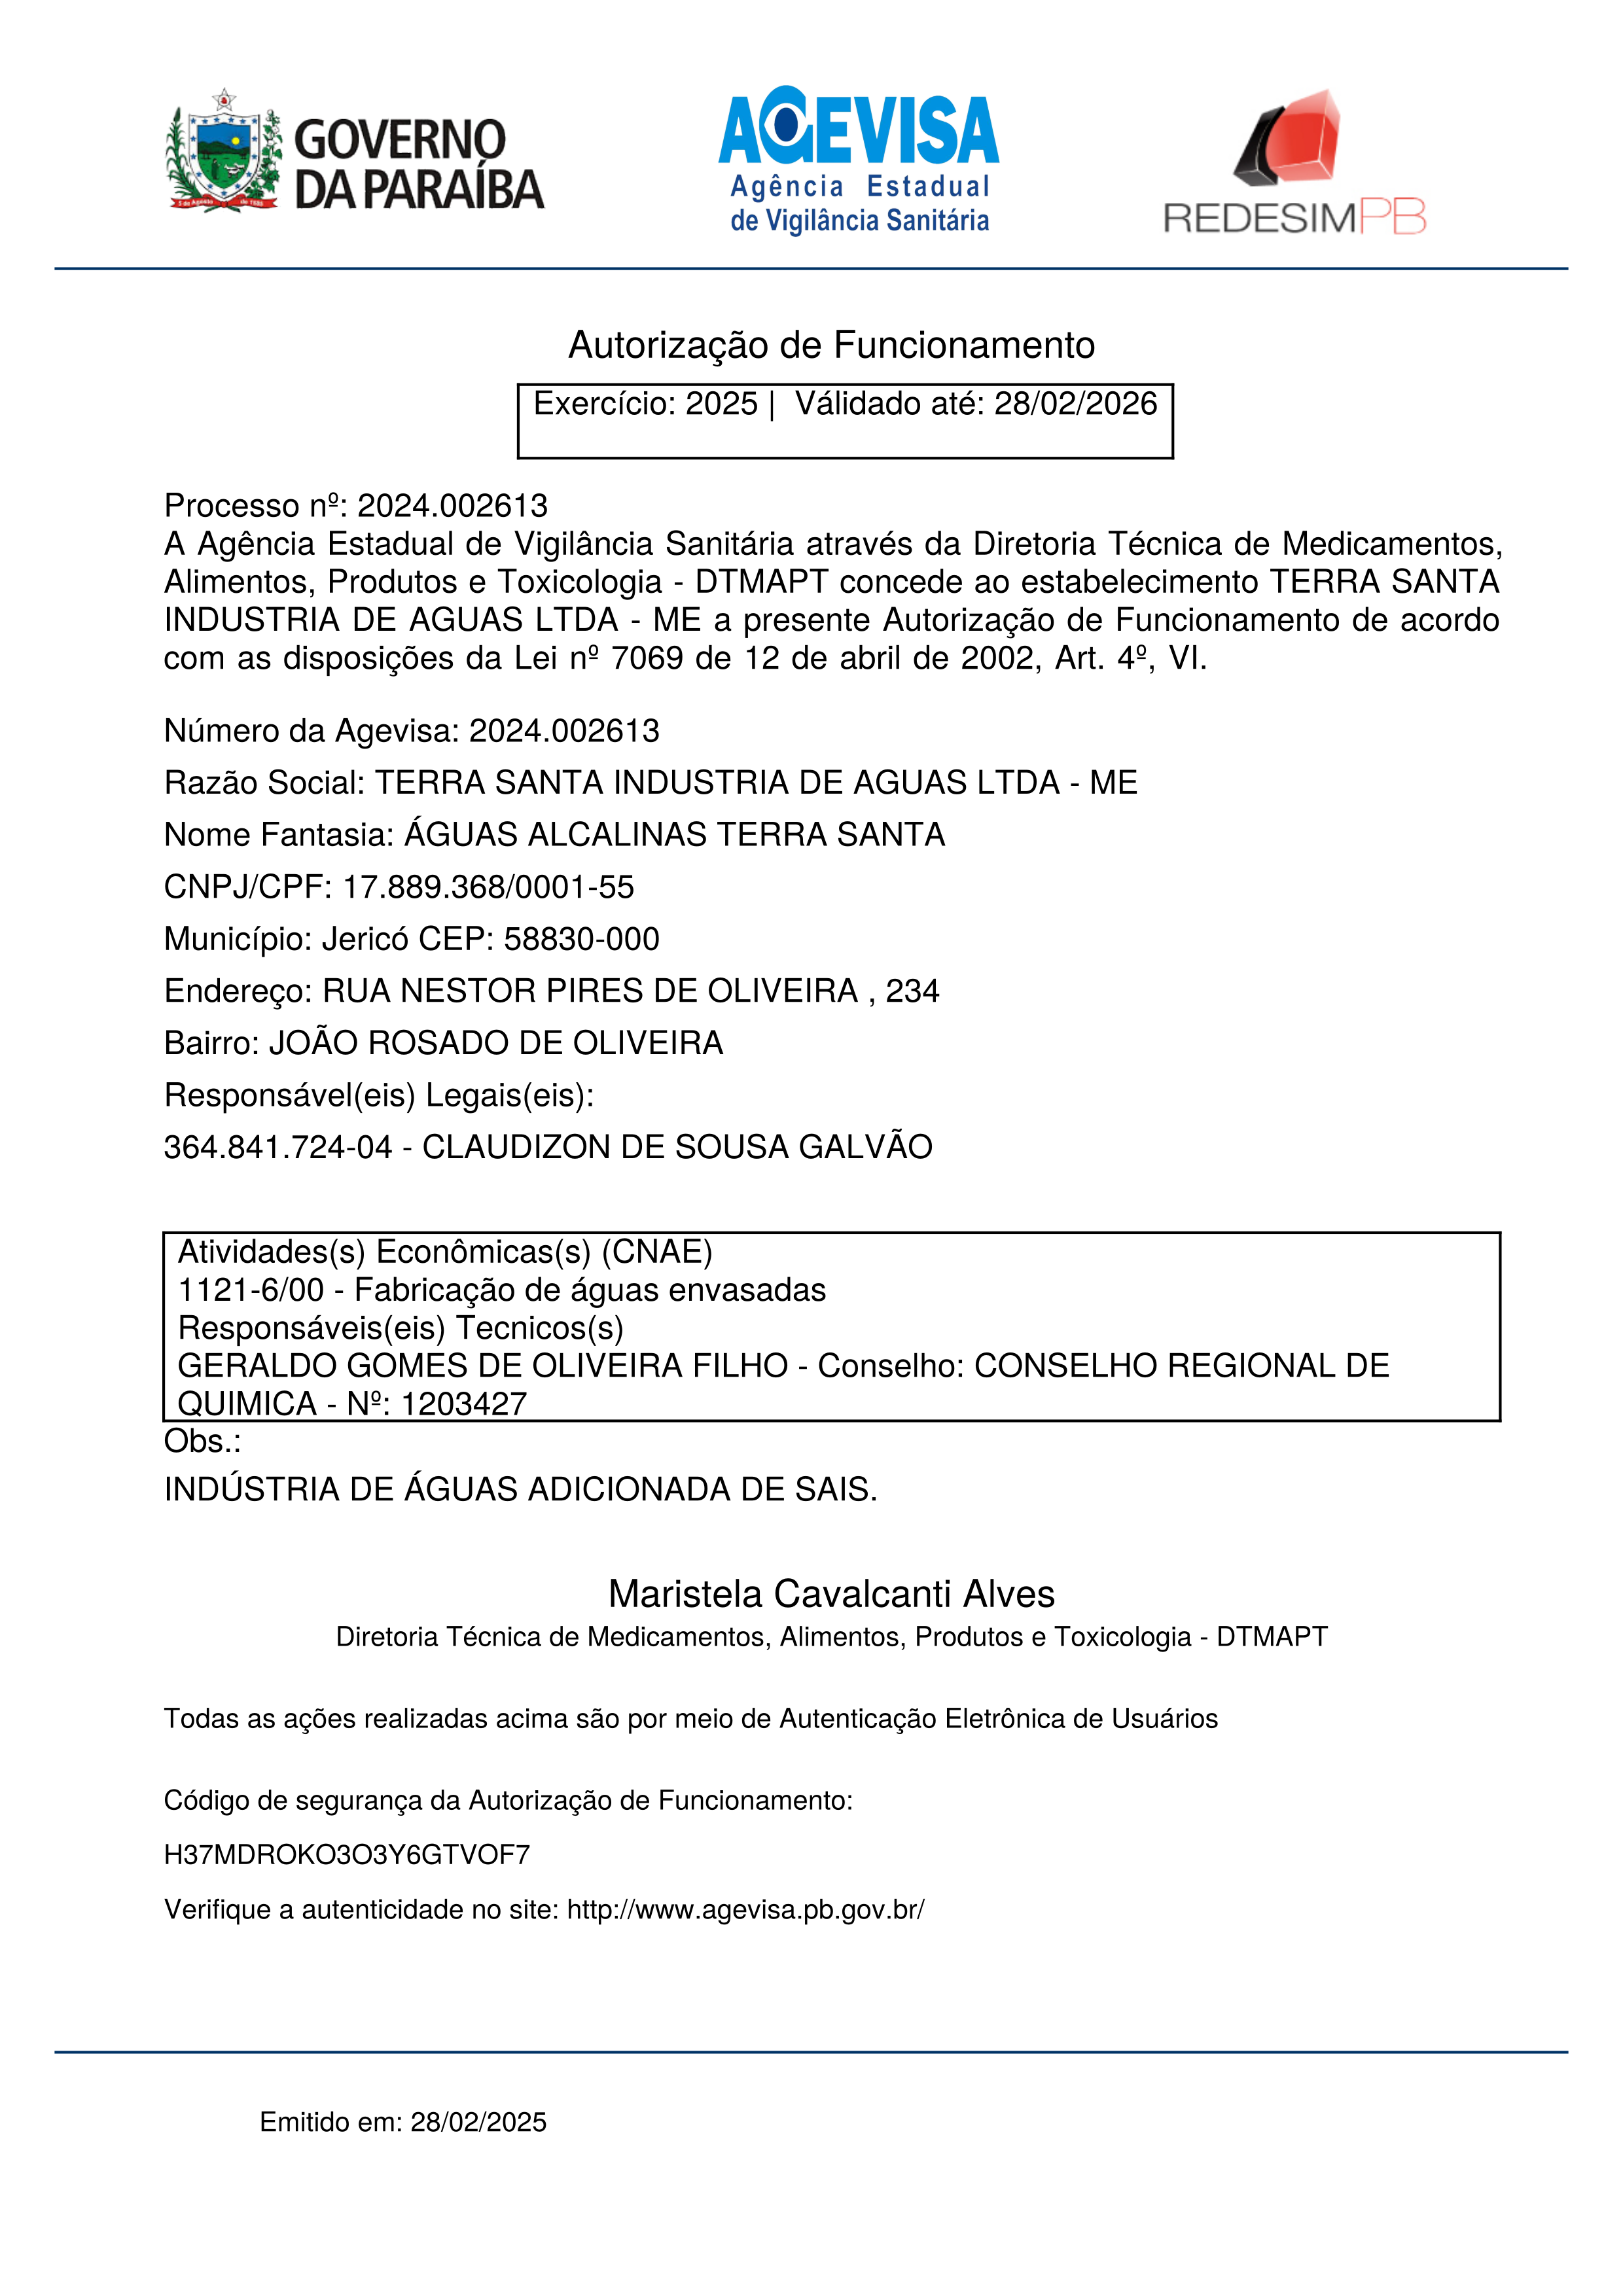 5 de Agosto de 1585
GOVERNO
DA PARAÍBA
AGEVISA
Agência Estadual
de Vigilância Sanitária
REDESIMPB
Autorização de Funcionamento
Exercício: 2025 | Válidado até: 28/02/2026
Processo nº: 2024.002613
A Agência Estadual de Vigilância Sanitária através da Diretoria Técnica de Medicamentos,
Alimentos, Produtos e Toxicologia - DTMAPT concede ao estabelecimento TERRA SANTA
INDUSTRIA DE AGUAS LTDA - ME a presente Autorização de Funcionamento de acordo
com as disposições da Lei nº 7069 de 12 de abril de 2002, Art. 4º, VI.
Número da Agevisa: 2024.002613
Razão Social: TERRA SANTA INDUSTRIA DE AGUAS LTDA - ME
Nome Fantasia: ÁGUAS ALCALINAS TERRA SANTA
CNPJ/CPF: 17.889.368/0001-55
Município: Jericó CEP: 58830-000
Endereço: RUA NESTOR PIRES DE OLIVEIRA , 234
Bairro: JOÃO ROSADO DE OLIVEIRA
Responsável(eis) Legais(eis):
364.841.724-04 - CLAUDIZON DE SOUSA GALVÃO
Atividades(s) Econômicas(s) (CNAE)
1121-6/00 - Fabricação de águas envasadas
Responsáveis(eis) Tecnicos(s)
GERALDO GOMES DE OLIVEIRA FILHO - Conselho: CONSELHO REGIONAL DE
QUIMICA - Nº: 1203427
Obs.:
INDÚSTRIA DE ÁGUAS ADICIONADA DE SAIS.
Maristela Cavalcanti Alves
Diretoria Técnica de Medicamentos, Alimentos, Produtos e Toxicologia - DTMAPT
Todas as ações realizadas acima são por meio de Autenticação Eletrônica de Usuários
Código de segurança da Autorização de Funcionamento:
H37MDROKO3O3Y6GTVOF7
Verifique a autenticidade no site: http://www.agevisa.pb.gov.br/
Emitido em: 28/02/2025